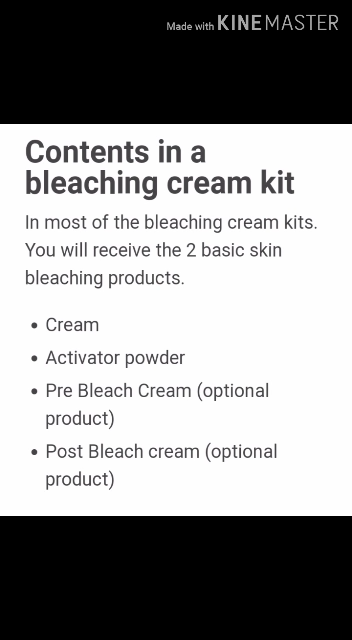 Made with KINEMASTER
Contents in a
bleaching cream kit
In most of the bleaching cream kits.
You will receive the 2 basic skin
bleaching products.
• Cream
• Activator powder
• Pre Bleach Cream (optional
product)
• Post Bleach cream (optional
product)